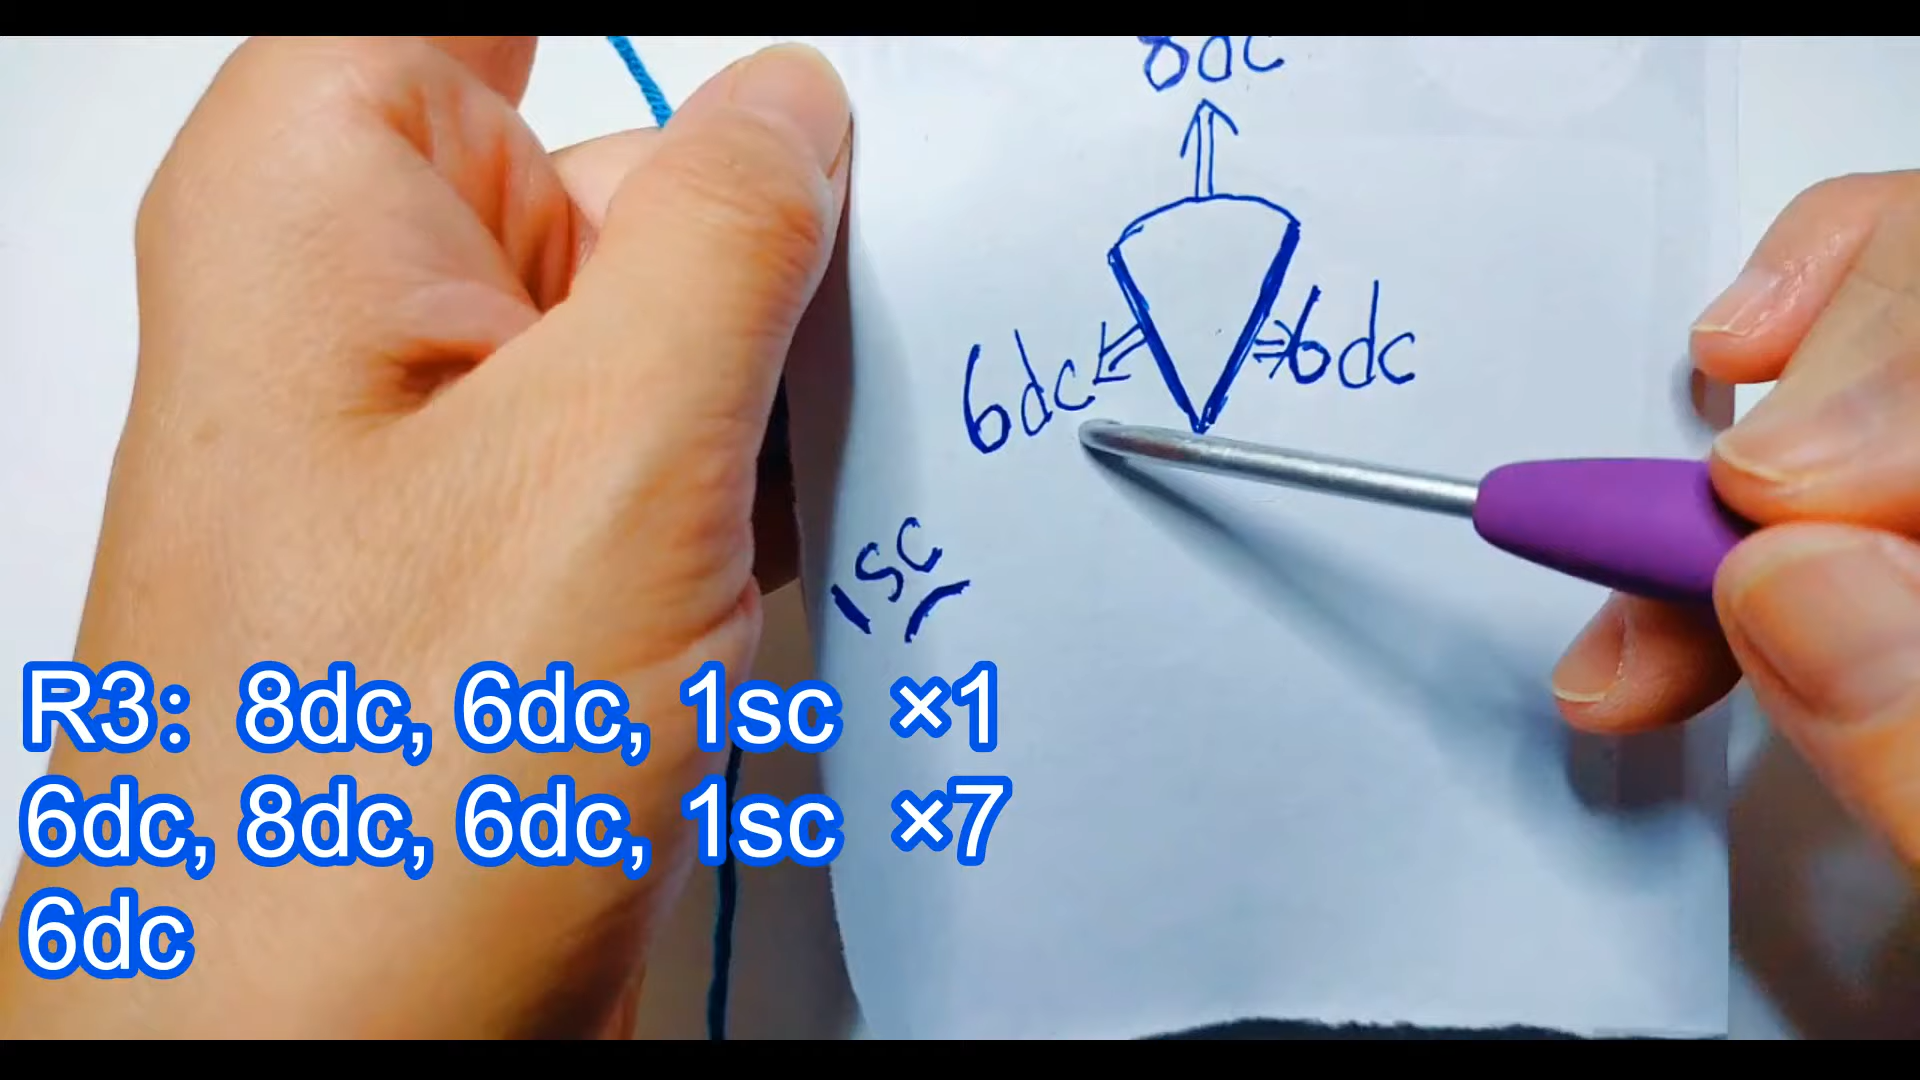 8dc
6dc
6dc
1sc
R3: 8dc, 6dc, 1sc ×1
6dc, 8dc, 6dc, 1sc ×7
6dc